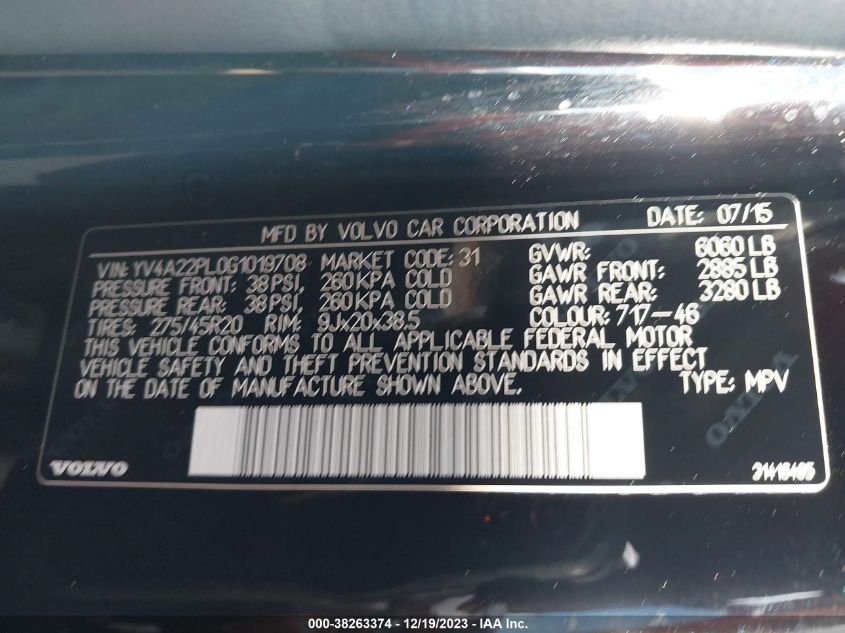 MFD BY VOLVO CAR CORPORATION DATE: 07/15
VIN: YV4A22PL0G1019708 MARKET CODE: 31 GVWR: 6060 LB
PRESSURE FRONT: 38 PSI, 260 KPA COLD GAWR FRONT: 2885 LB
PRESSURE REAR: 38 PSI, 260 KPA COLD GAWR REAR: 3280 LB
TIRES: 275/45R20 RIM: 9Jx20x38.5 COLOUR: 717-46
THIS VEHICLE CONFORMS TO ALL APPLICABLE FEDERAL MOTOR
VEHICLE SAFETY AND THEFT PREVENTION STANDARDS IN EFFECT
ON THE DATE OF MANUFACTURE SHOWN ABOVE. TYPE: MPV
VOLVO
VOLVO 31416465
000-38263374 - 12/19/2023 - IAA Inc.